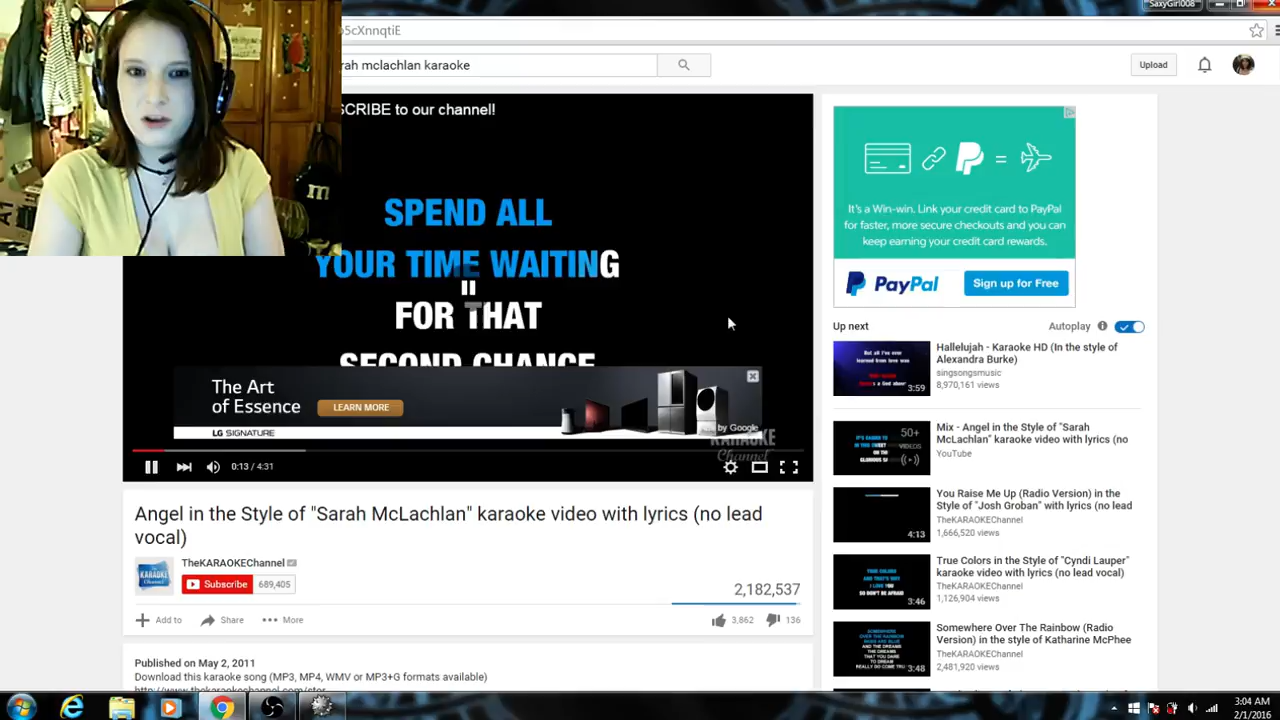 SaxyGirl008
5cXnnqtiE
rah mclachlan karaoke
Upload
SCRIBE to our channel!
SPEND ALL
YOUR TIME WAITING
FOR THAT
SECOND CHANCE
The Art
of Essence
LEARN MORE
LG SIGNATURE
by Google
KARAOKE
Channel
0:13 / 4:31
Angel in the Style of "Sarah McLachlan" karaoke video with lyrics (no lead
vocal)
TheKARAOKEChannel
Subscribe 689,405
2,182,537
Add to Share More
3,862 136
Published on May 2, 2011
Download this karaoke song (MP3, MP4, WMV or MP3+G formats available)
It's a Win-win. Link your credit card to PayPal
for faster, more secure checkouts and you can
keep earning your credit card rewards.
PayPal
Sign up for Free
Up next
Autoplay
Hallelujah - Karaoke HD (In the style of
Alexandra Burke)
singsongsmusic
8,970,161 views
3:59
Mix - Angel in the Style of "Sarah
McLachlan" karaoke video with lyrics (no
YouTube
50+
VIDEOS
You Raise Me Up (Radio Version) in the
Style of "Josh Groban" with lyrics (no lead
TheKARAOKEChannel
1,666,520 views
4:13
True Colors in the Style of "Cyndi Lauper"
karaoke video with lyrics (no lead vocal)
TheKARAOKEChannel
1,126,904 views
3:46
Somewhere Over The Rainbow (Radio
Version) in the style of Katharine McPhee
TheKARAOKEChannel
2,481,920 views
3:48
m
3:04 AM
2/1/2016